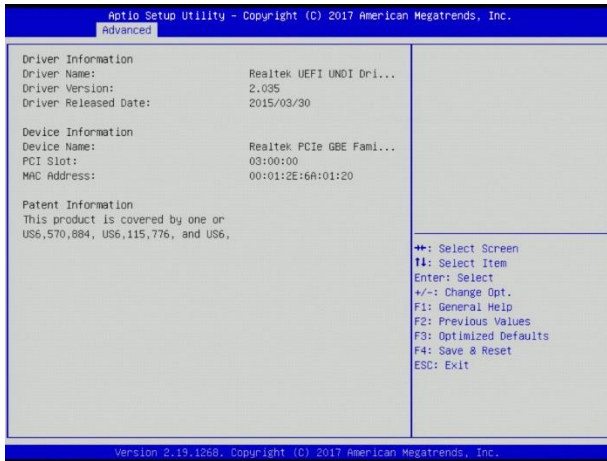 Aptio Setup Utility – Copyright (C) 2017 American Megatrends, Inc.
Advanced
Driver Information
Driver Name: Realtek UEFI UNDI Dri...
Driver Version: 2.035
Driver Released Date: 2015/03/30
Device Information
Device Name: Realtek PCIe GBE Fami...
PCI Slot: 03:00:00
MAC Address: 00:01:2E:6A:01:20
Patent Information
This product is covered by one or
US6,570,884, US6,115,776, and US6,
→←: Select Screen
↑↓: Select Item
Enter: Select
+/-: Change Opt.
F1: General Help
F2: Previous Values
F3: Optimized Defaults
F4: Save & Reset
ESC: Exit
Version 2.19.1268. Copyright (C) 2017 American Megatrends, Inc.